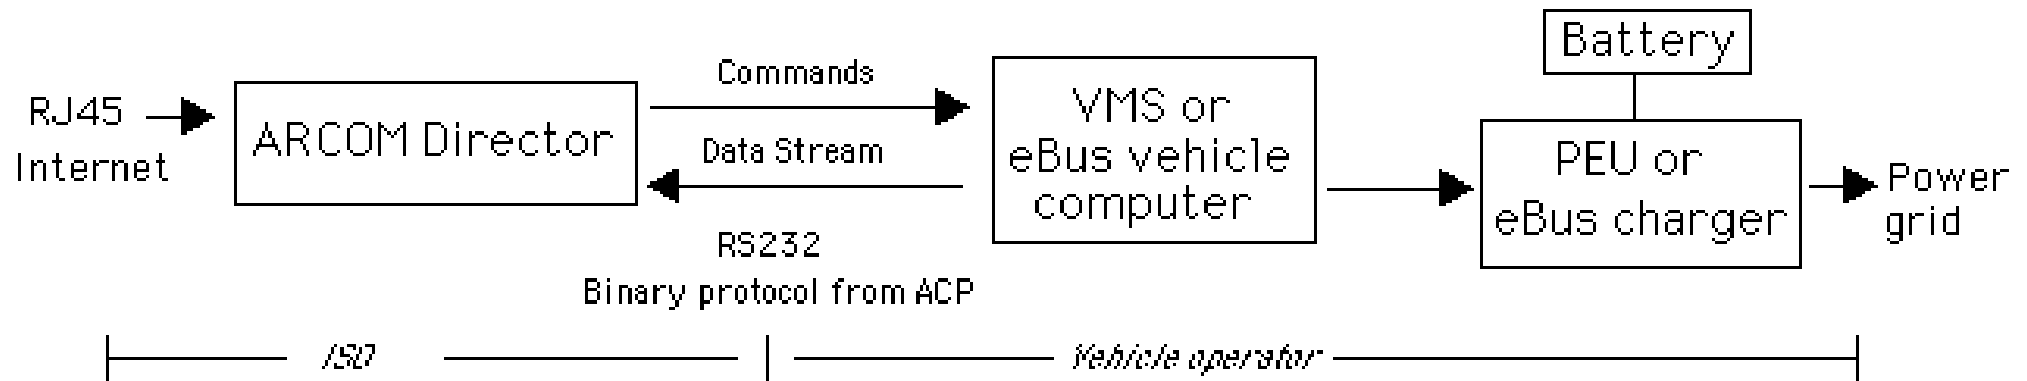 RJ45
Internet
ARCOM Director
Commands
Data Stream
RS232
Binary protocol from ACP
VMS or
eBus vehicle
computer
Battery
PEU or
eBus charger
Power
grid
ISO
Vehicle operator